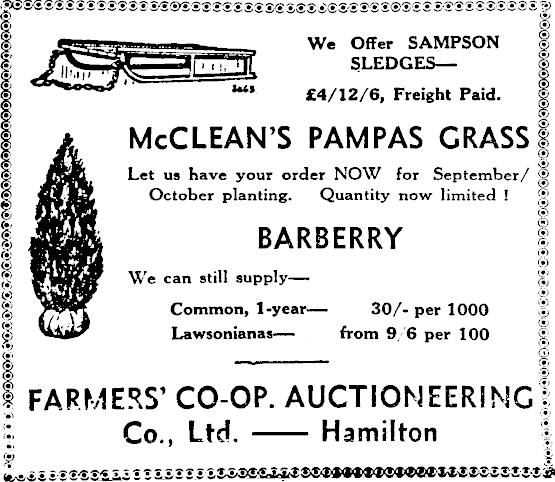 We Offer SAMPSON
SLEDGES—
£4/12/6, Freight Paid.
McCLEAN'S PAMPAS GRASS
Let us have your order NOW for September/
October planting. Quantity now limited !
BARBERRY
We can still supply—
Common, 1-year— 30/- per 1000
Lawsonianas— from 9/6 per 100
FARMERS' CO-OP. AUCTIONEERING
Co., Ltd. — Hamilton